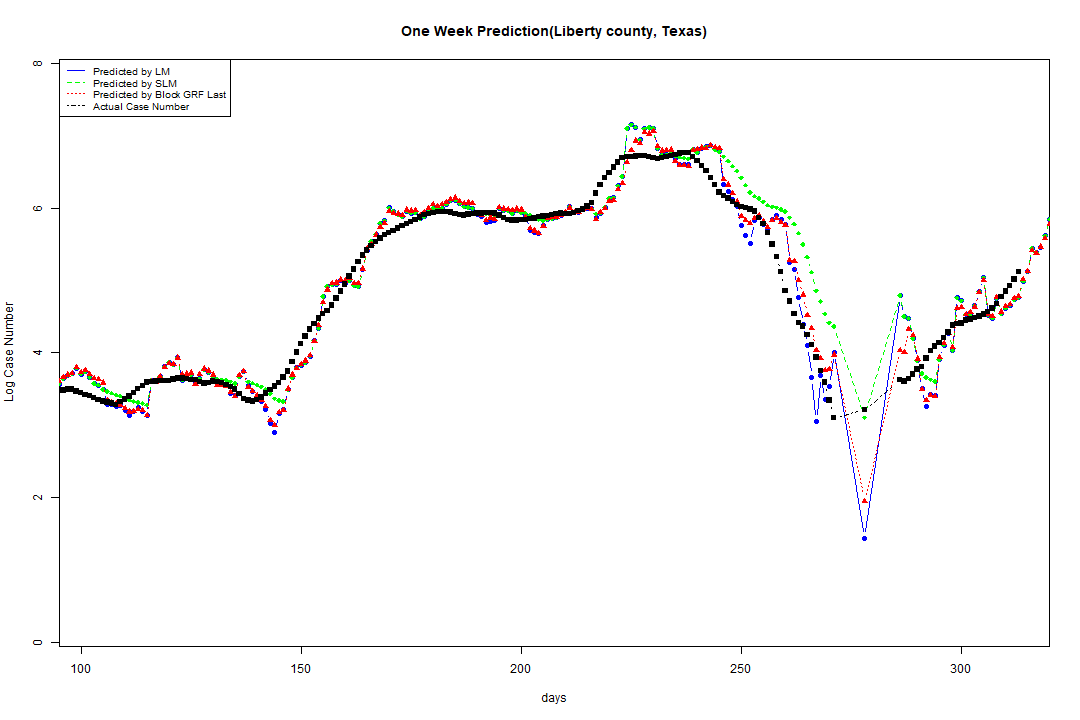 One Week Prediction(Liberty county, Texas)
Predicted by LM
Predicted by SLM
Predicted by Block GRF Last
Actual Case Number
8
6
4
2
0
Log Case Number
100 150 200 250 300
days